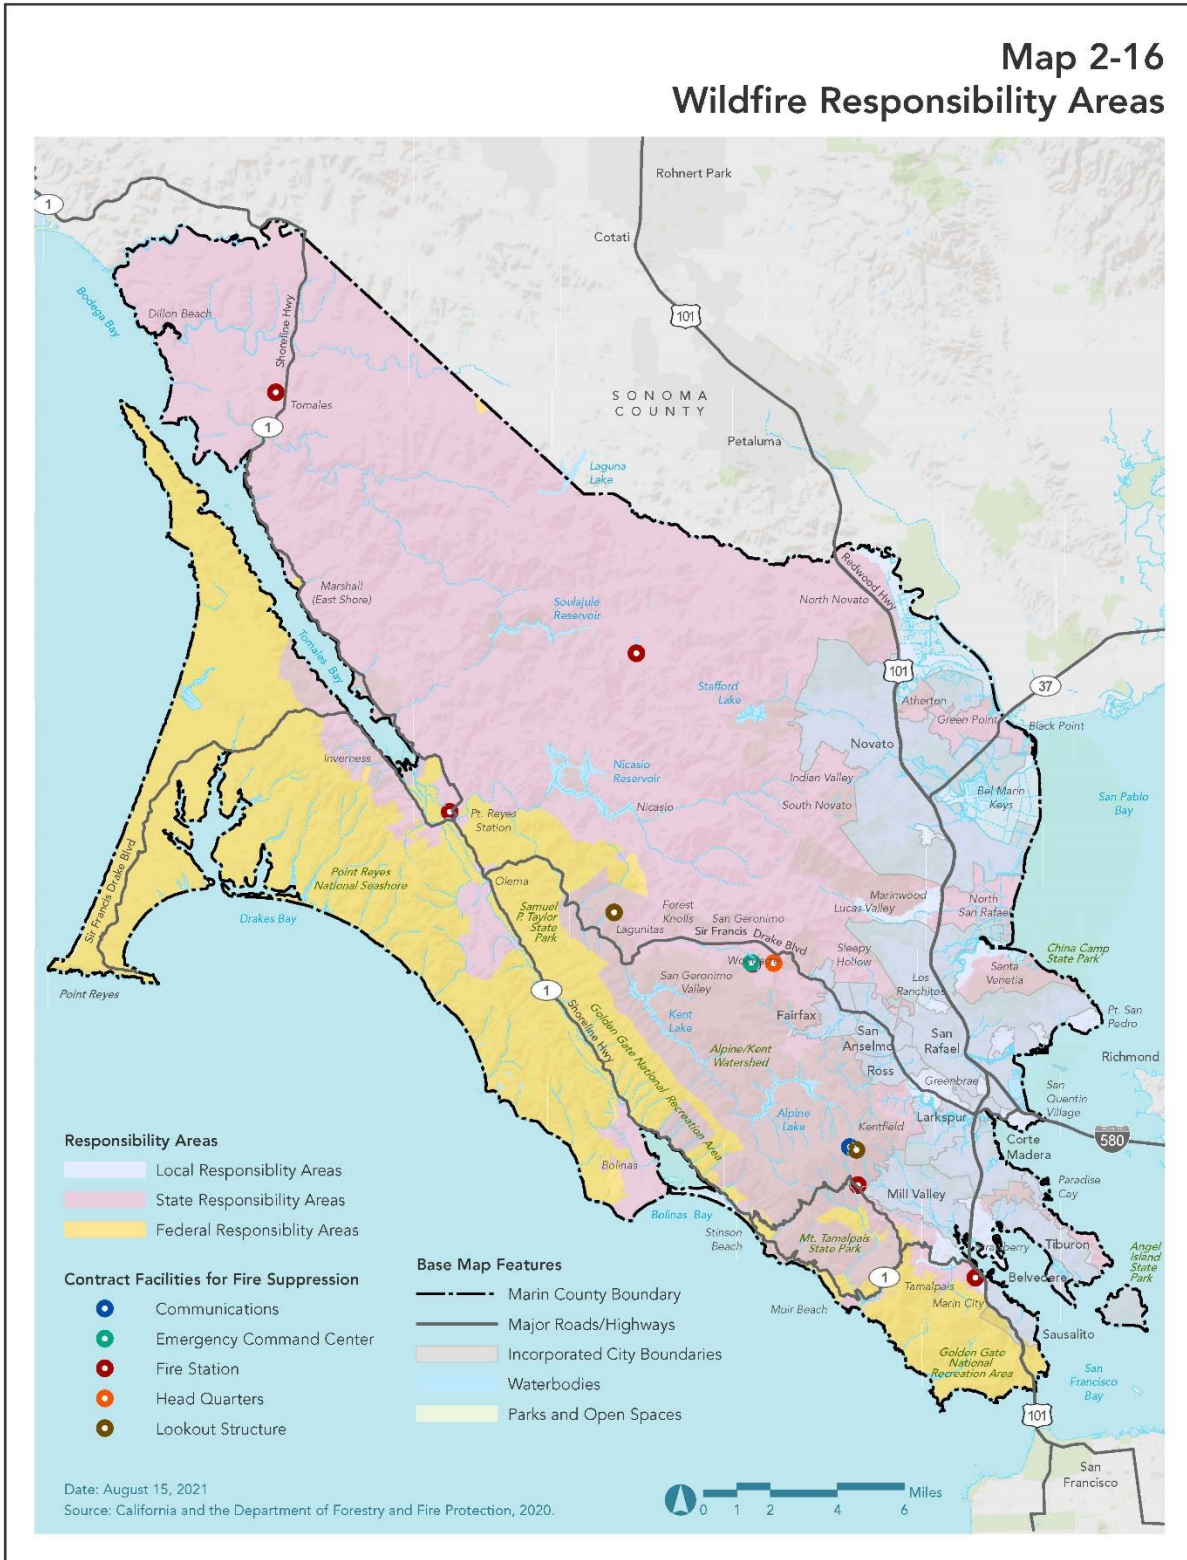 Map 2-16
Wildfire Responsibility Areas
Rohnert Park
1
Cotati
Bodega Bay
101
Dillon Beach
Shoreline Hwy
SONOMA
COUNTY
Tomales
1
Petaluma
Laguna
Lake
Redwood Hwy
Marshall
(East Shore)
Soulajule
Reservoir
North Novato
Tomales Bay
101
37
Stafford
Lake
Atherton
Green Point
Black Point
Novato
Inverness
Nicasio
Reservoir
Indian Valley
Bel Marin
Keys
San Pablo
Bay
Nicasio
South Novato
Pt. Reyes
Station
Sir Francis Drake Blvd
Point Reyes
National Seashore
Olema
Drakes Bay
Samuel
P. Taylor
State
Park
Forest
Knolls
Lagunitas
San Geronimo
Sir Francis Drake Blvd
Marinwood
Lucas Valley
North
San Rafael
Sleepy
Hollow
China Camp
State Park
San Geronimo
Valley
Los
Ranchitos
Santa
Venetia
Point Reyes
1
Kent
Lake
Fairfax
Pt. San
Pedro
Shoreline Hwy
Golden Gate National Recreation Area
San
Anselmo
San
Rafael
Alpine/Kent
Watershed
Ross
Richmond
Greenbrae
San
Quentin
Village
Alpine
Lake
Larkspur
Kentfield
580
Corte
Madera
Bolinas
Mill Valley
Paradise
Cay
Bolinas Bay
Stinson
Beach
Mt. Tamalpais
State Park
Tiburon
Angel
Island
State
Park
1
Tamalpais
Belvedere
Marin City
Muir Beach
Sausalito
Golden Gate
National
Recreation Area
San
Francisco
Bay
101
San
Francisco
Responsibility Areas
Local Responsiblity Areas
State Responsibility Areas
Federal Responsiblity Areas
Contract Facilities for Fire Suppression
Communications
Emergency Command Center
Fire Station
Head Quarters
Lookout Structure
Base Map Features
Marin County Boundary
Major Roads/Highways
Incorporated City Boundaries
Waterbodies
Parks and Open Spaces
Date: August 15, 2021
Source: California and the Department of Forestry and Fire Protection, 2020.
0 1 2 4 6 Miles